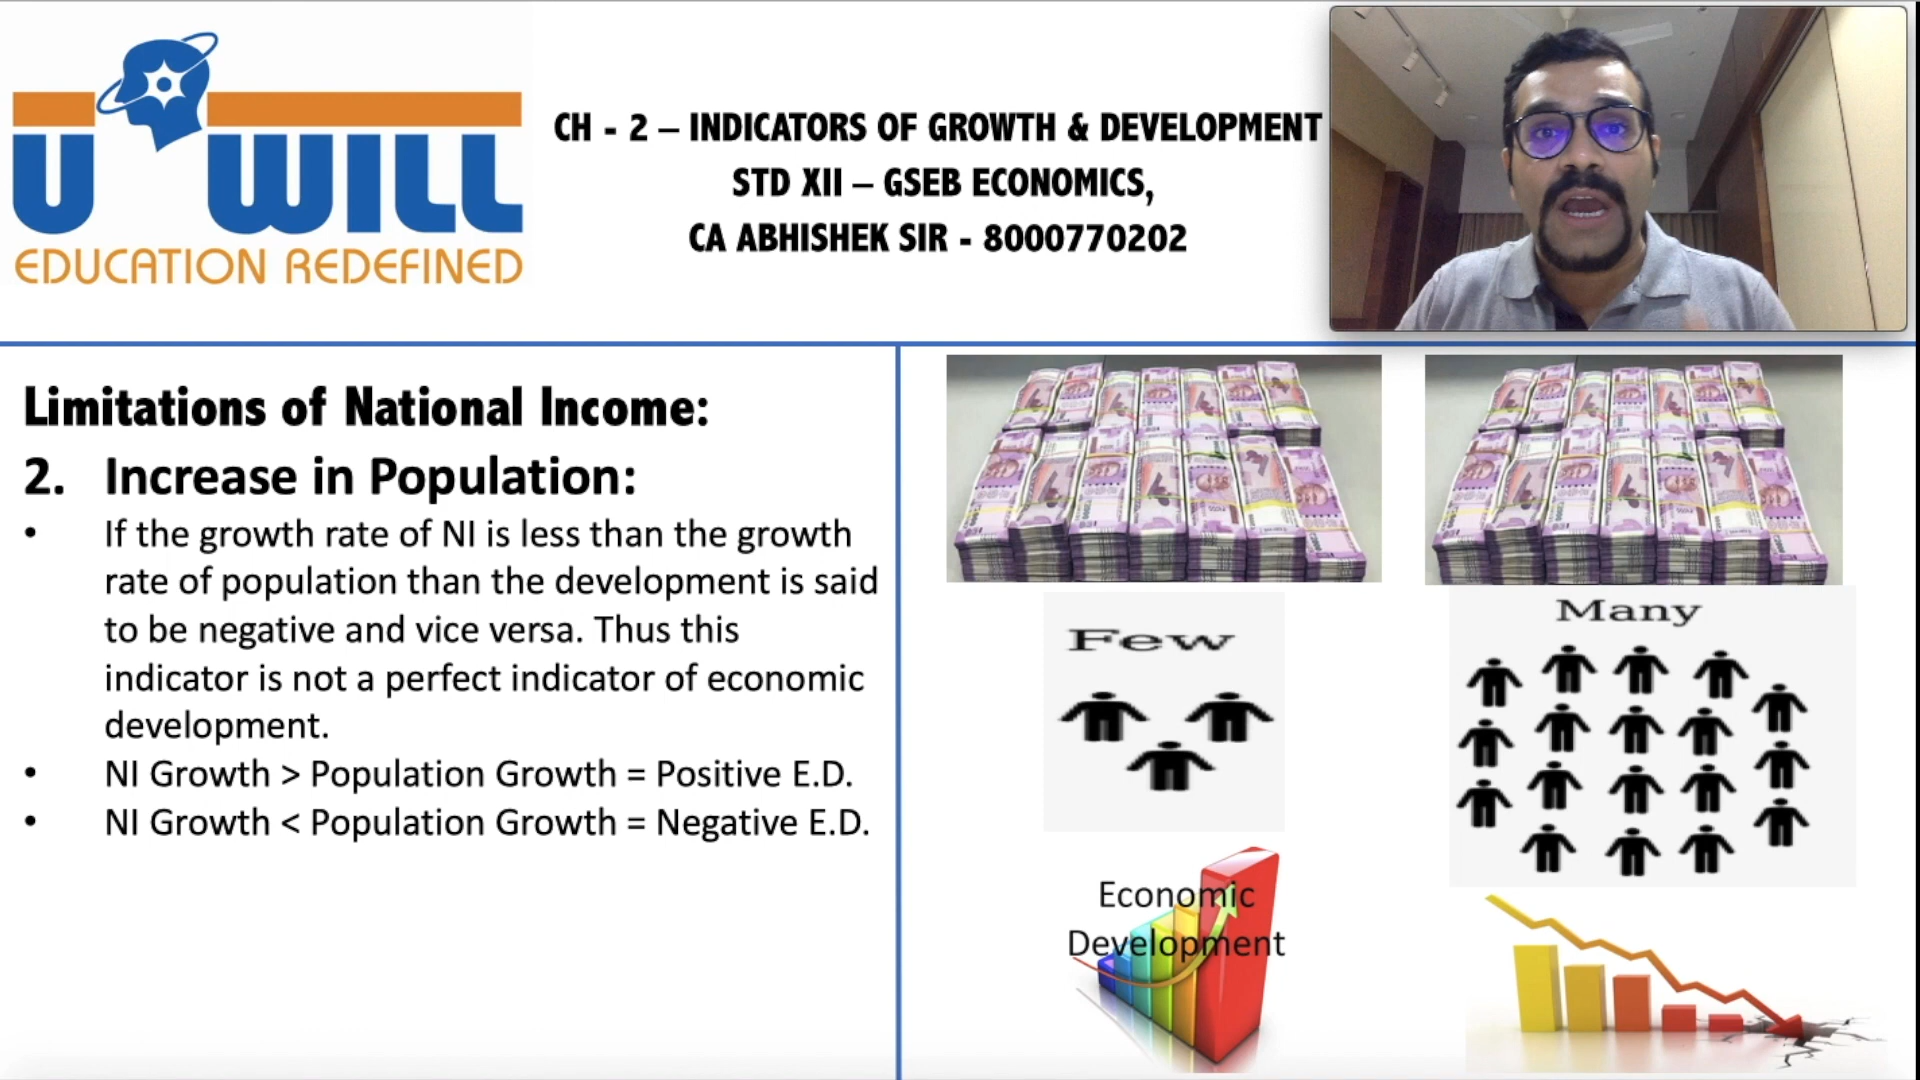 U WILL
EDUCATION REDEFINED
CH - 2 – INDICATORS OF GROWTH & DEVELOPMENT
STD XII – GSEB ECONOMICS,
CA ABHISHEK SIR - 8000770202
Limitations of National Income:
2. Increase in Population:
• If the growth rate of NI is less than the growth
rate of population than the development is said
to be negative and vice versa. Thus this
indicator is not a perfect indicator of economic
development.
• NI Growth > Population Growth = Positive E.D.
• NI Growth < Population Growth = Negative E.D.
Few
Many
Economic
Development